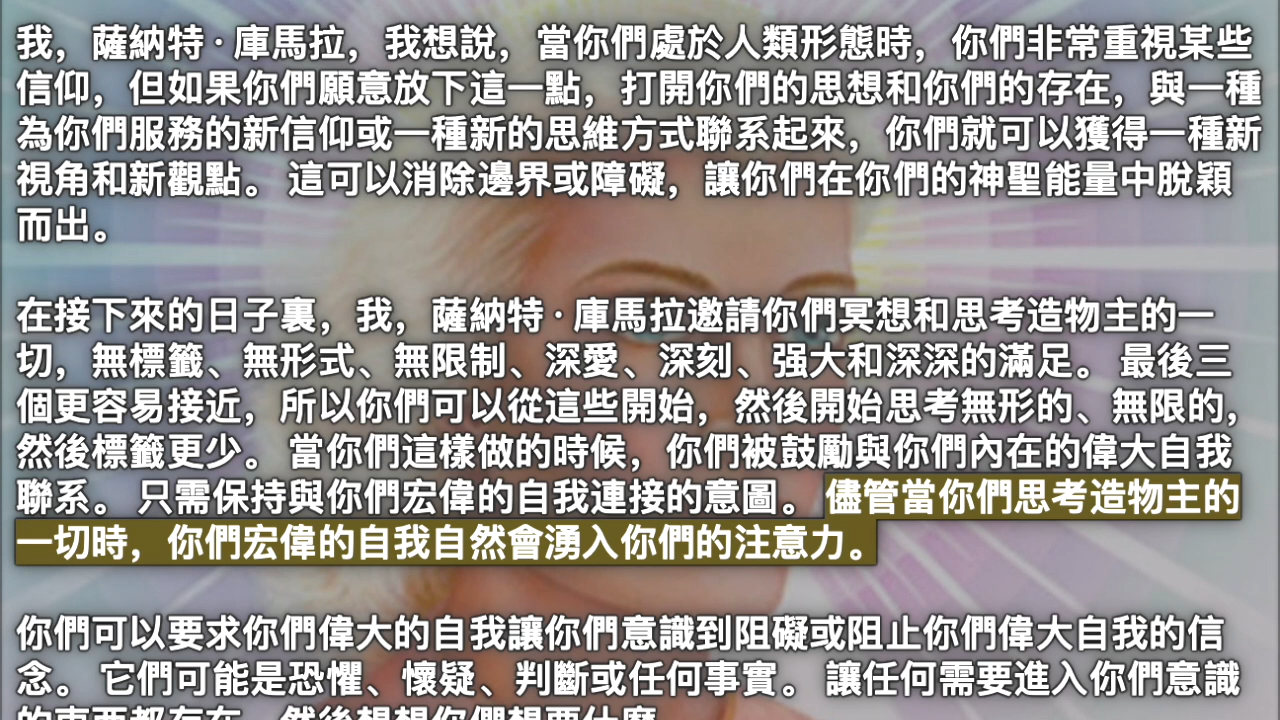 我，薩納特·庫馬拉，我想說，當你們處於人類形態時，你們非常重視某些
信仰，但如果你們願意放下這一點，打開你們的思想和你們的存在，與一種
為你們服務的新信仰或一種新的思維方式聯系起來，你們就可以獲得一種新
視角和新觀點。 這可以消除邊界或障礙，讓你們在你們的神聖能量中脫穎
而出。
在接下來的日子裏，我，薩納特·庫馬拉邀請你們冥想和思考造物主的一
切，無標籤、無形式、無限制、深愛、深刻、强大和深深的滿足。 最後三
個更容易接近，所以你們可以從這些開始，然後開始思考無形的、無限的，
然後標籤更少。 當你們這樣做的時候，你們被鼓勵與你們內在的偉大自我
聯系。 只需保持與你們宏偉的自我連接的意圖。 儘管當你們思考造物主的
一切時，你們宏偉的自我自然會湧入你們的注意力。
你們可以要求你們偉大的自我讓你們意識到阻礙或阻止你們偉大自我的信
念。 它們可能是恐懼、懷疑、判斷或任何事實。 讓任何需要進入你們意識
的東西都存在，然後想想你們想要什麼